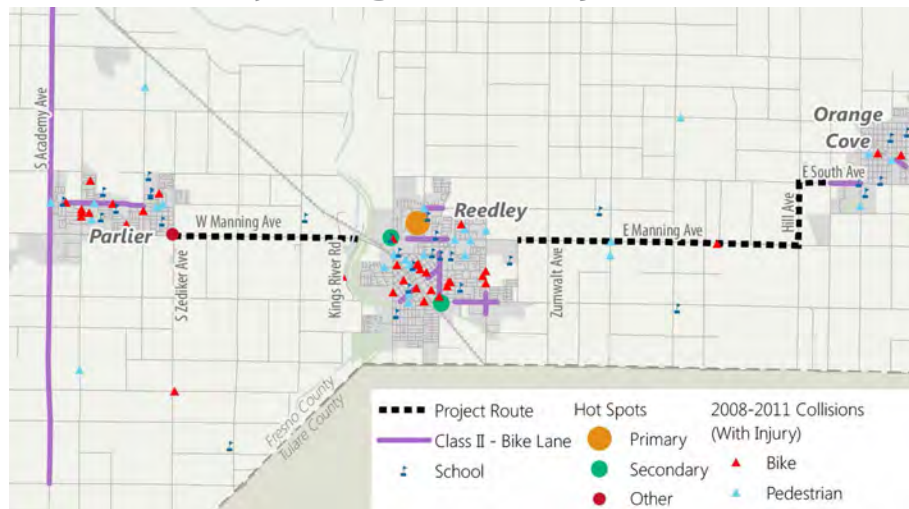 S Academy Ave
Parlier
W Manning Ave
S Zediker Ave
Kings River Rd
Reedley
Zumwalt Ave
E Manning Ave
Hill Ave
E South Ave
Orange
Cove
Fresno County
Tulare County
Project Route
Class II - Bike Lane
School
Hot Spots
Primary
Secondary
Other
2008-2011 Collisions
(With Injury)
Bike
Pedestrian